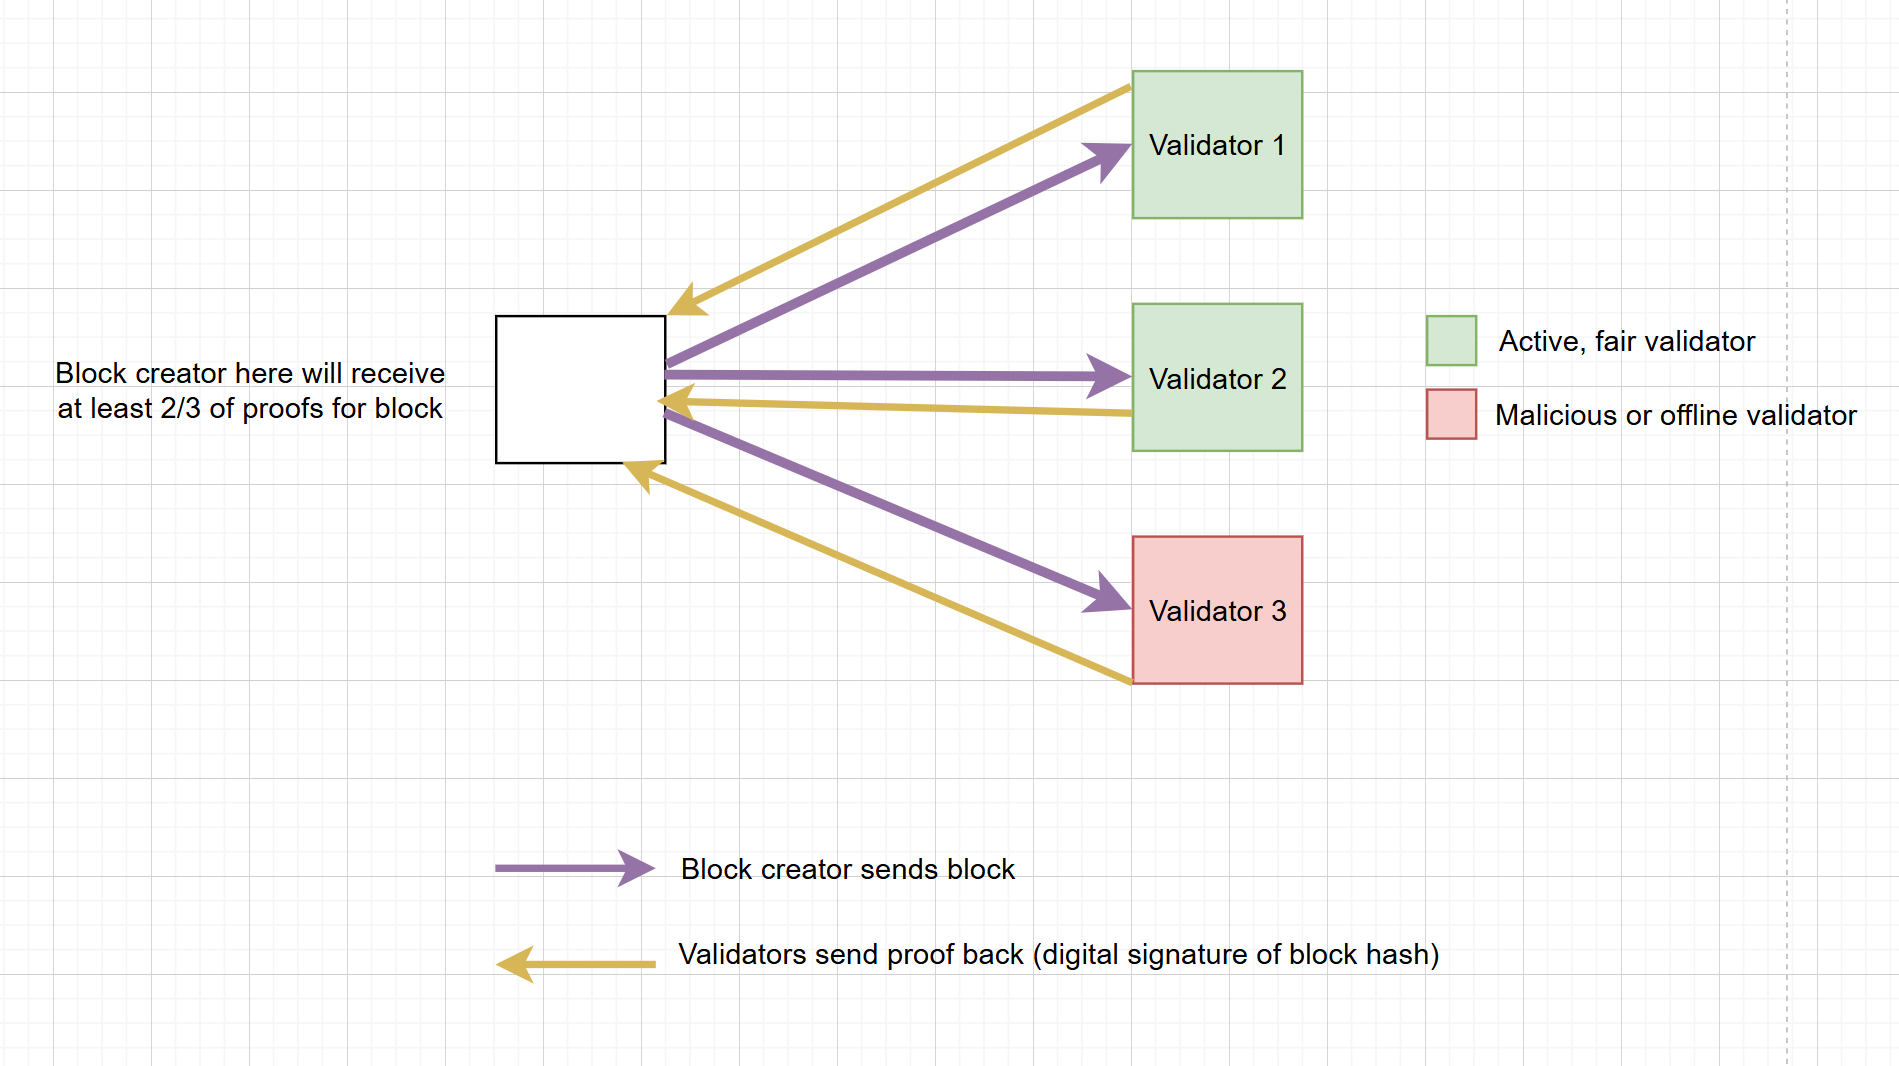 Validator 1
Block creator here will receive
at least 2/3 of proofs for block
Validator 2
Active, fair validator
Malicious or offline validator
Validator 3
Block creator sends block
Validators send proof back (digital signature of block hash)